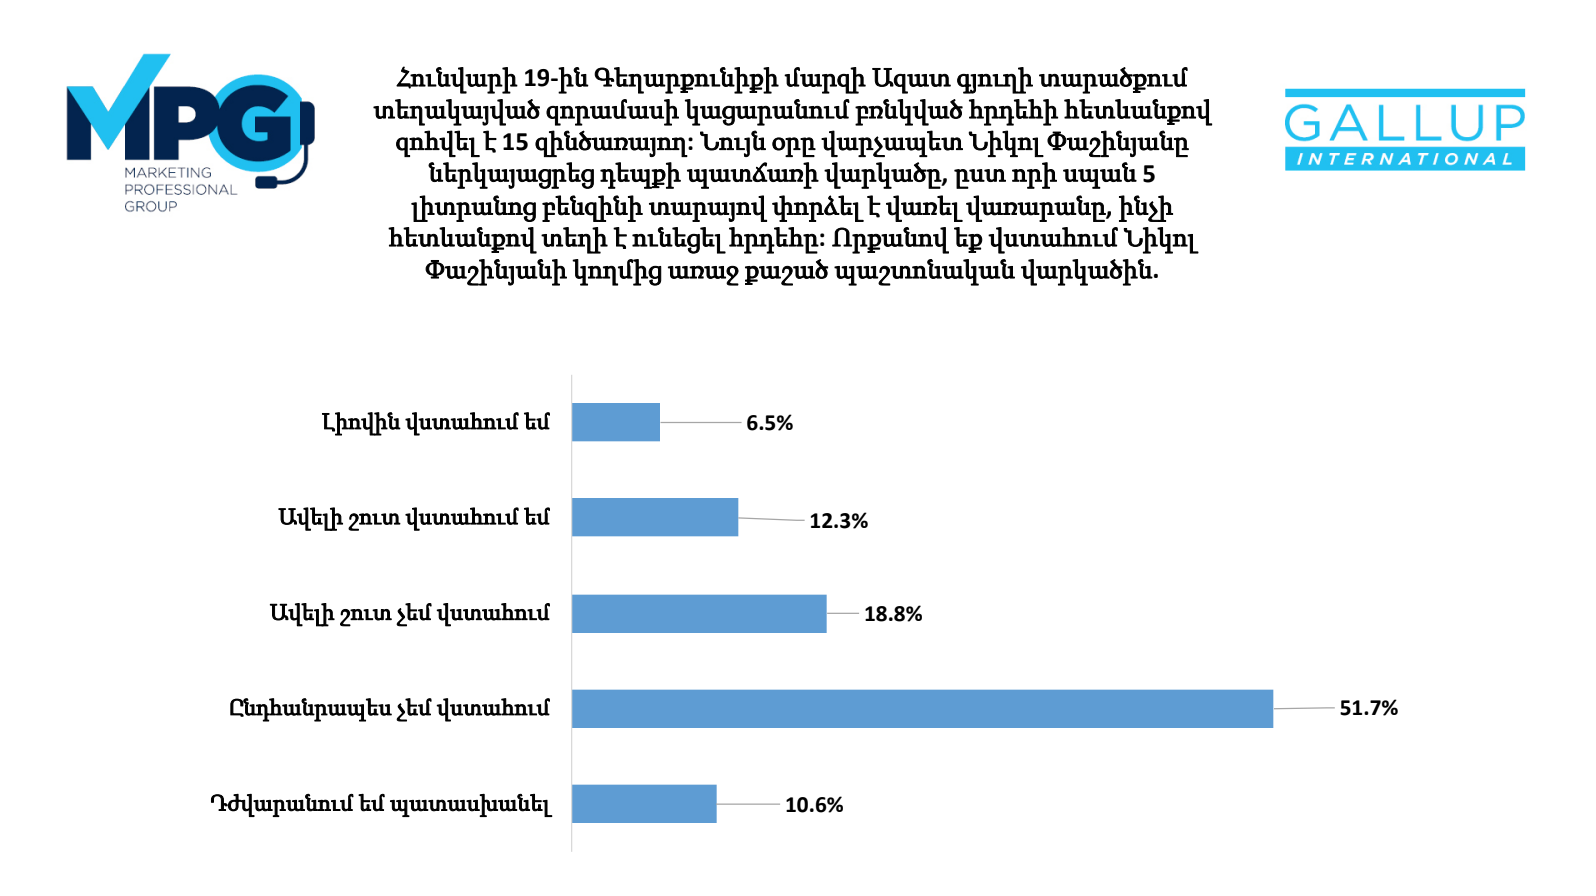 MPG
MARKETING
PROFESSIONAL
GROUP
Հունվարի 19-ին Գեղարքունիքի մարզի Ազատ գյուղի տարածքում
տեղակայված զորամասի կացարանում բռնկված հրդեհի հետևանքով
զոհվել է 15 զինծառայող: Նույն օրը վարչապետ Նիկոլ Փաշինյանը
ներկայացրեց դեպքի պատճառի վարկածը, ըստ որի սպան 5
լիտրանոց բենզինի տարայով փորձել է վառել վառարանը, ինչի
հետևանքով տեղի է ունեցել հրդեհը: Որքանով եք վստահում Նիկոլ
Փաշինյանի կողմից առաջ քաշած պաշտոնական վարկածին.
GALLUP
INTERNATIONAL
Լիովին վստահում եմ 6.5%
Ավելի շուտ վստահում եմ 12.3%
Ավելի շուտ չեմ վստահում 18.8%
Ընդհանրապես չեմ վստահում 51.7%
Դժվարանում եմ պատասխանել 10.6%